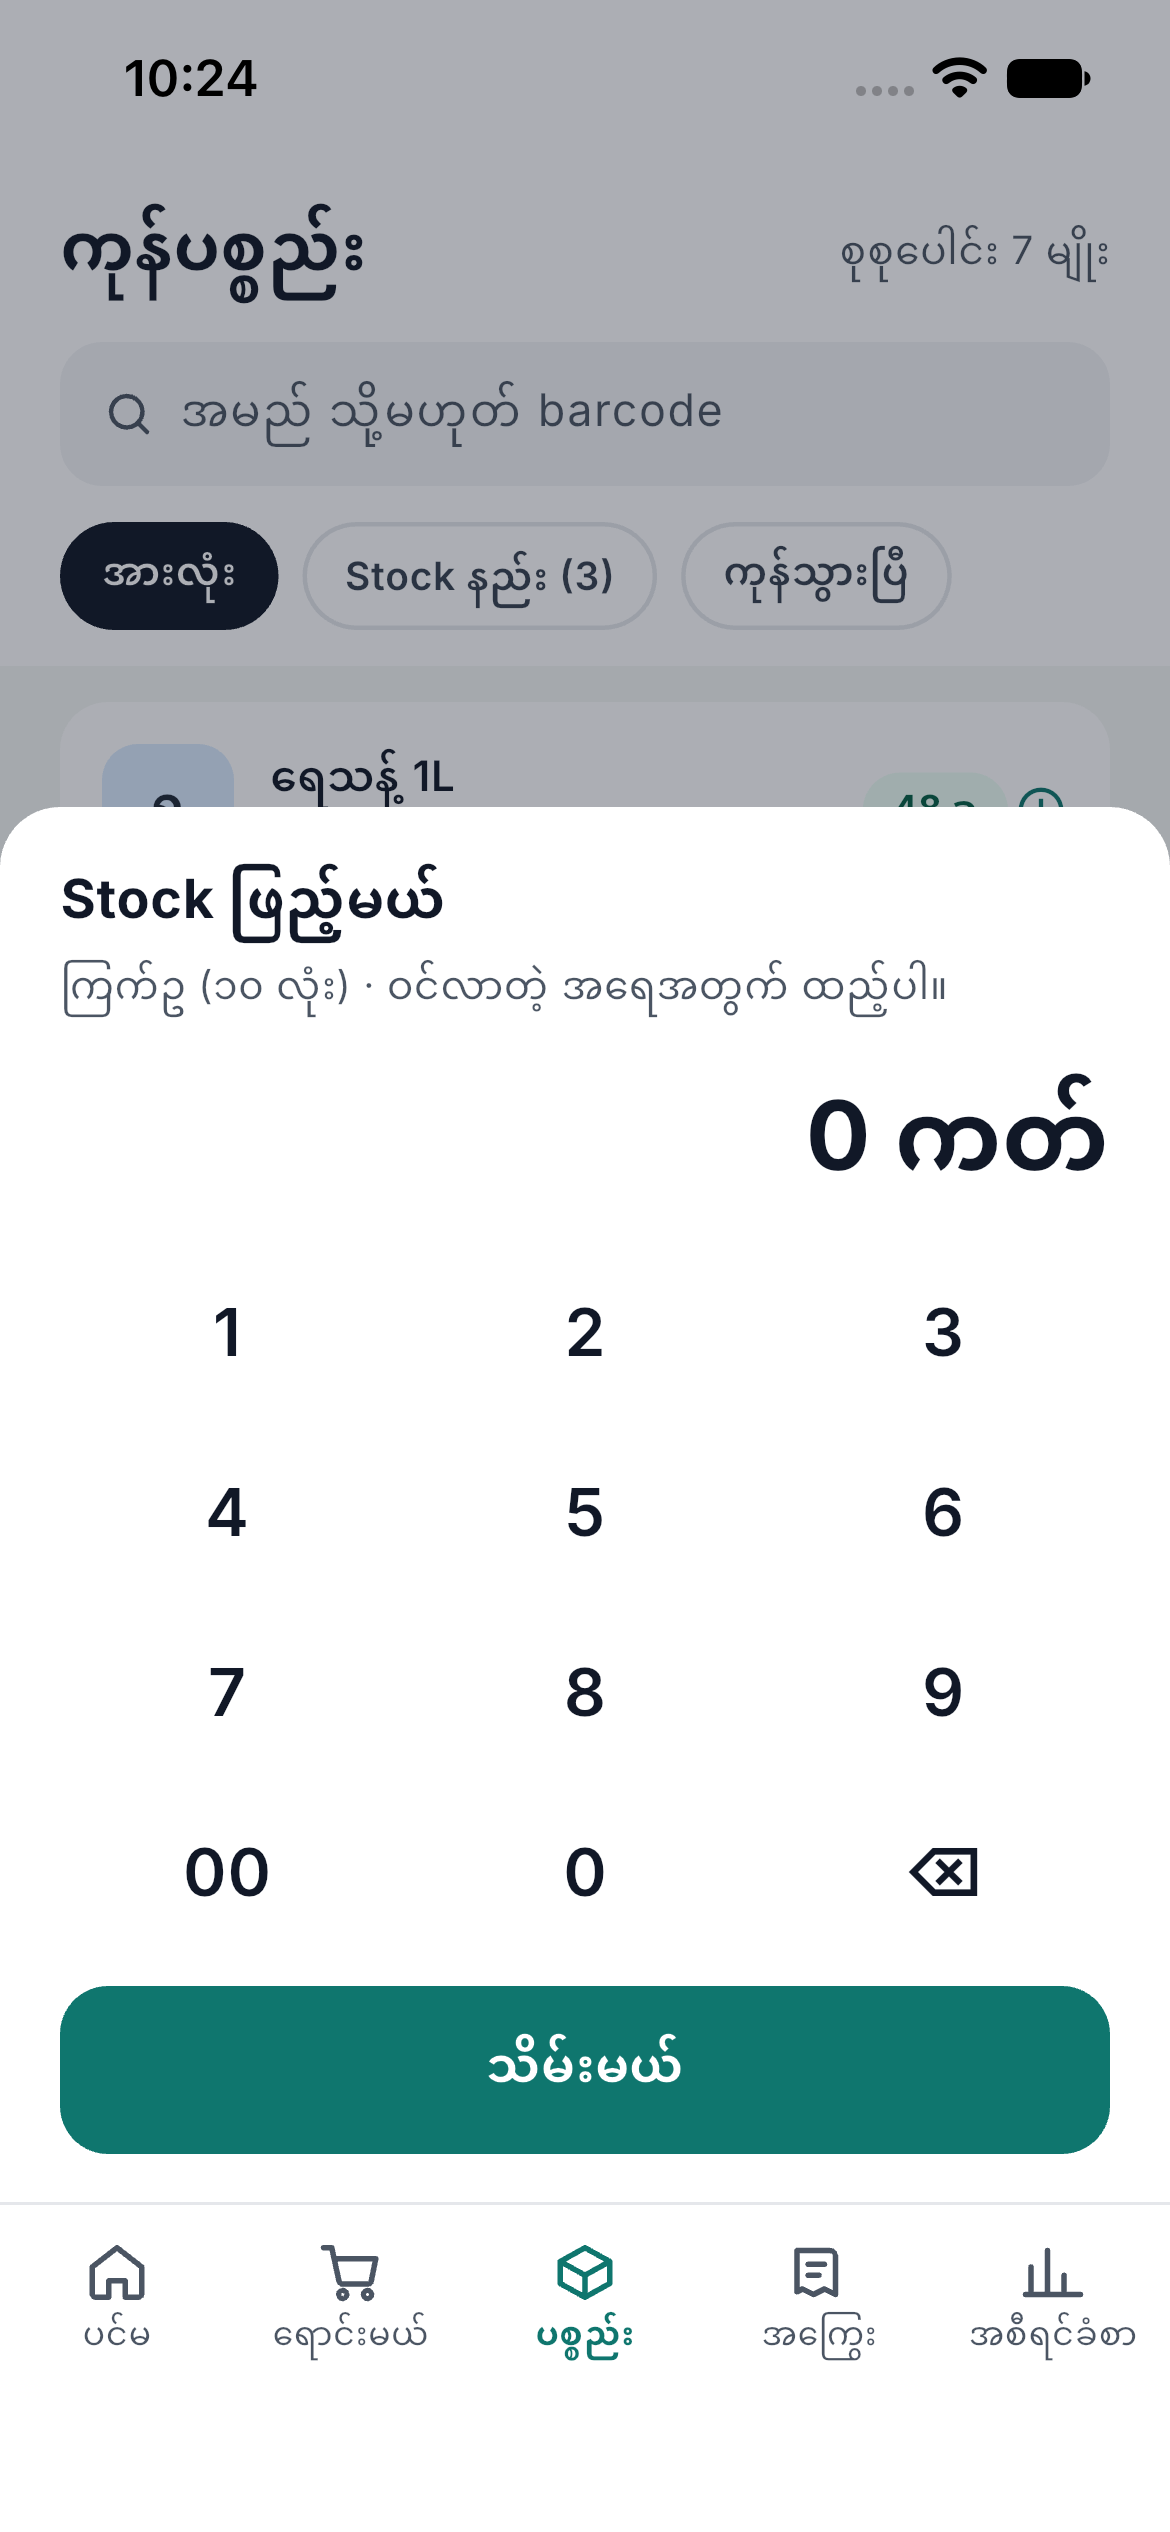 10:24
ကုန်ပစ္စည်း
စုစုပေါင်း 7 မျိုး
အမည် သို့မဟုတ် barcode
အားလုံး
Stock နည်း (3)
ကုန်သွားပြီ
ရေသန့် 1L
Stock ဖြည့်မယ်
ကြက်ဥ (၁၀ လုံး) · ဝင်လာတဲ့ အရေအတွက် ထည့်ပါ။
0 ကတ်
1 2 3
4 5 6
7 8 9
00 0
သိမ်းမယ်
ပင်မ
ရောင်းမယ်
ပစ္စည်း
အကြွေး
အစီရင်ခံစာ